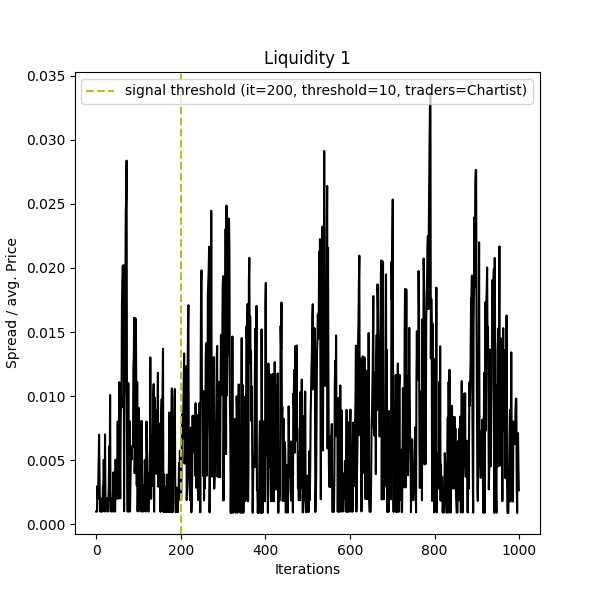 Liquidity 1
signal threshold (it=200, threshold=10, traders=Chartist)
0.035
0.030
0.025
0.020
0.015
0.010
0.005
0.000
Spread / avg. Price
0 200 400 600 800 1000
Iterations